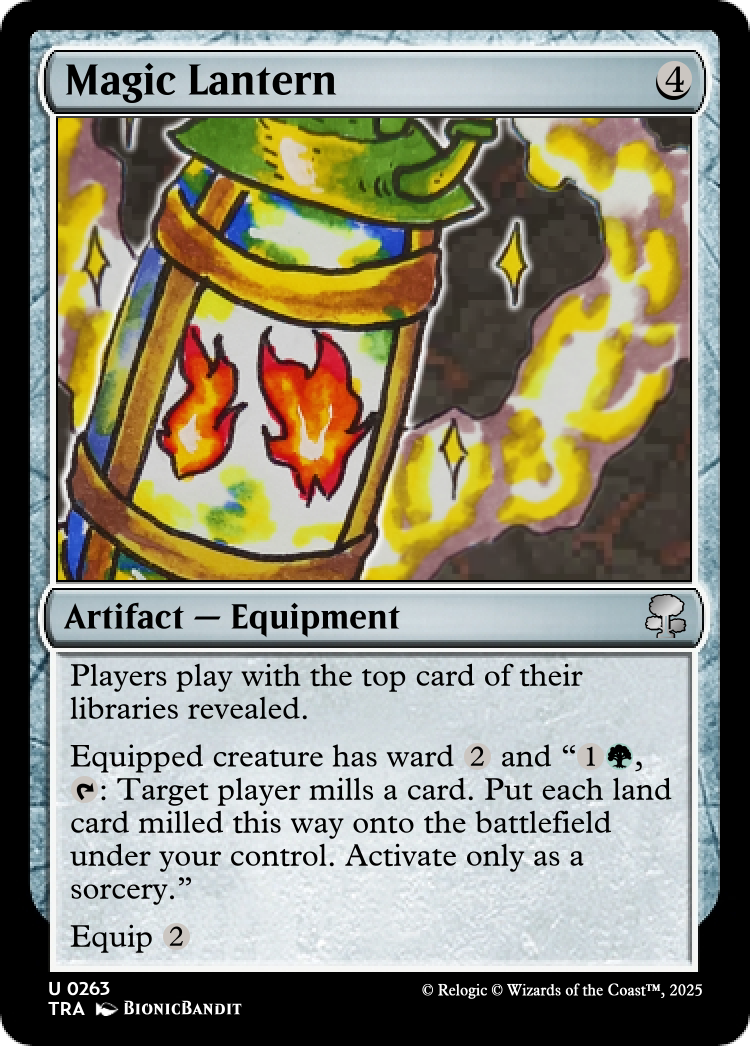 Magic Lantern 4
Artifact — Equipment
Players play with the top card of their
libraries revealed.
Equipped creature has ward 2 and “1 ,
: Target player mills a card. Put each land
card milled this way onto the battlefield
under your control. Activate only as a
sorcery.”
Equip 2
U 0263
© Relogic © Wizards of the Coast™, 2025
TRA BionicBandit